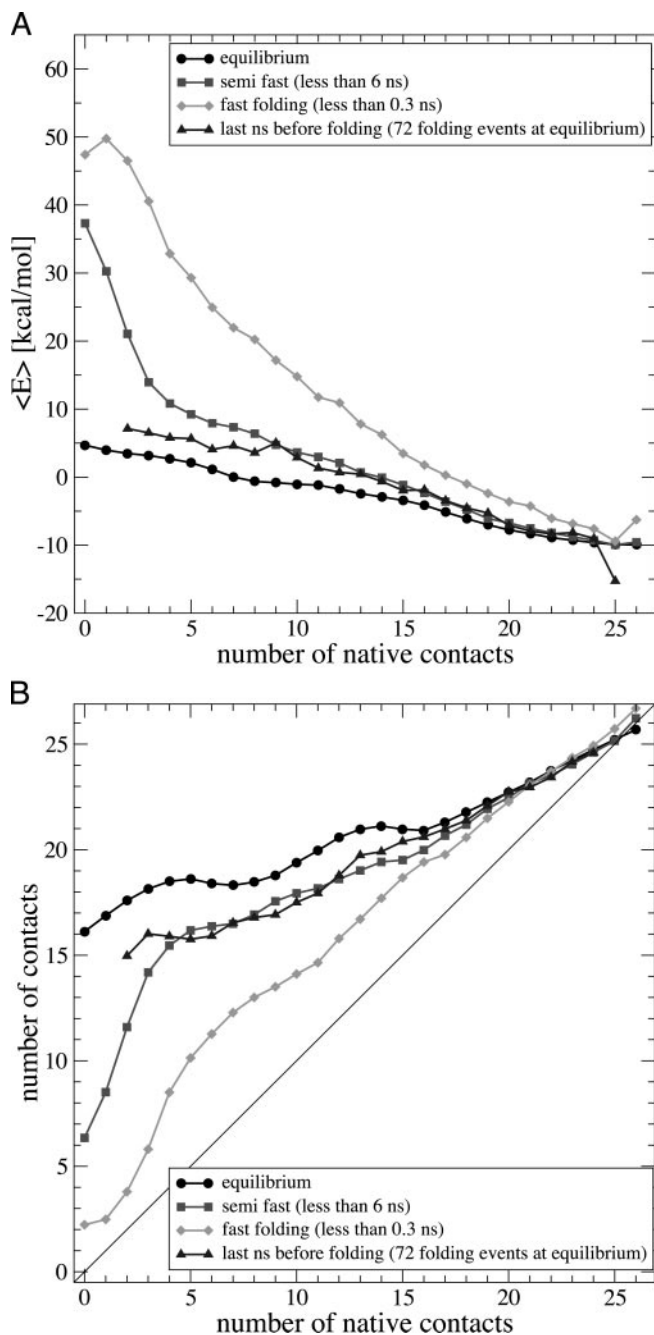 A
equilibrium
semi fast (less than 6 ns)
fast folding (less than 0.3 ns)
last ns before folding (72 folding events at equilibrium)
60
50
40
30
20
10
0
-10
-20
<E> [kcal/mol]
0 5 10 15 20 25
number of native contacts
B
25
20
15
10
5
0
number of contacts
equilibrium
semi fast (less than 6 ns)
fast folding (less than 0.3 ns)
last ns before folding (72 folding events at equilibrium)
0 5 10 15 20 25
number of native contacts